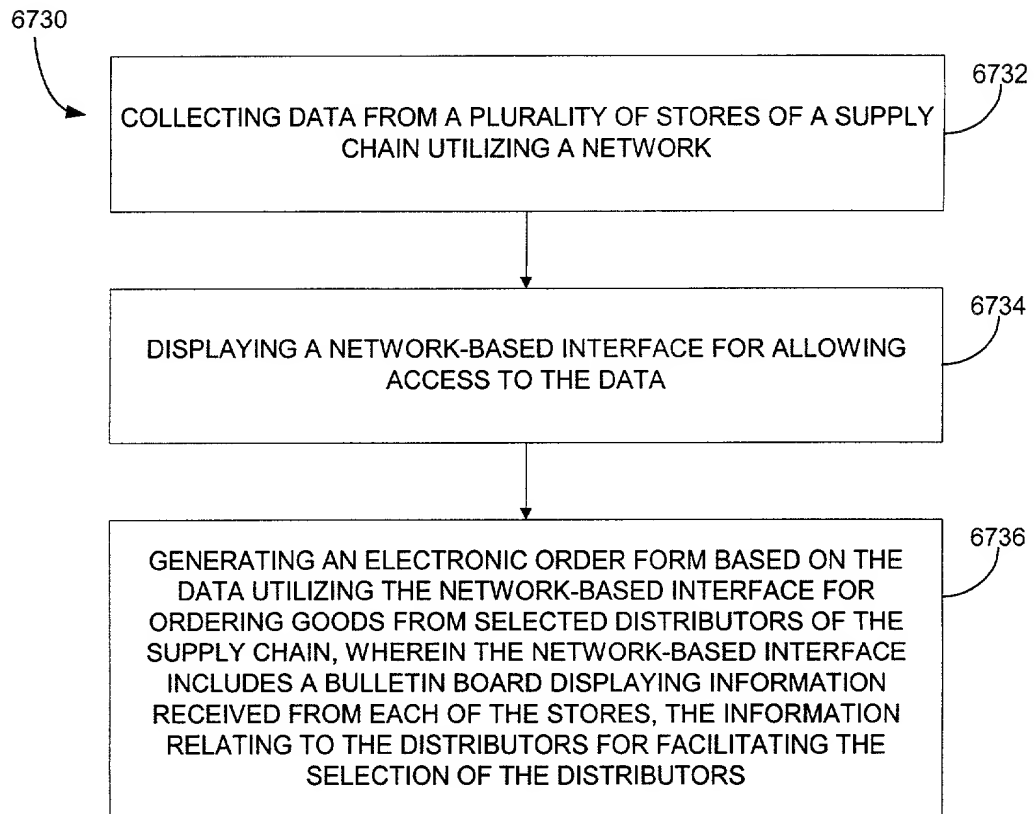 6730
6732
COLLECTING DATA FROM A PLURALITY OF STORES OF A SUPPLY
CHAIN UTILIZING A NETWORK
6734
DISPLAYING A NETWORK-BASED INTERFACE FOR ALLOWING
ACCESS TO THE DATA
6736
GENERATING AN ELECTRONIC ORDER FORM BASED ON THE
DATA UTILIZING THE NETWORK-BASED INTERFACE FOR
ORDERING GOODS FROM SELECTED DISTRIBUTORS OF THE
SUPPLY CHAIN, WHEREIN THE NETWORK-BASED INTERFACE
INCLUDES A BULLETIN BOARD DISPLAYING INFORMATION
RECEIVED FROM EACH OF THE STORES, THE INFORMATION
RELATING TO THE DISTRIBUTORS FOR FACILITATING THE
SELECTION OF THE DISTRIBUTORS